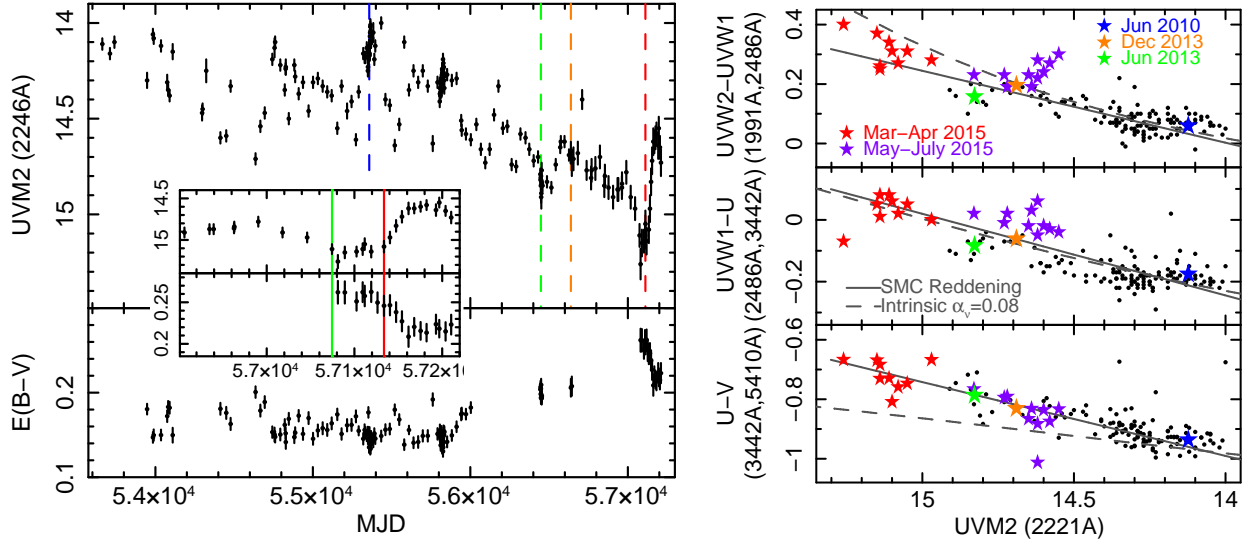 14
14.5
15
UVM2 (2246A)
14.5
15
0.25
0.2
5.7×10⁴
5.71×10⁴
5.72×10
0.2
0.1
E(B−V)
5.4×10⁴
5.5×10⁴
5.6×10⁴
5.7×10⁴
MJD
0.4
0.2
0
UVW2−UVW1
(1991A,2486A)
Jun 2010
Dec 2013
Jun 2013
Mar−Apr 2015
May−July 2015
0
−0.2
−0.4
UVW1−U
(2486A,3442A)
SMC Reddening
Intrinsic αᵥ=0.08
−0.6
−0.8
−1
U−V
(3442A,5410A)
15
14.5
14
UVM2 (2221A)